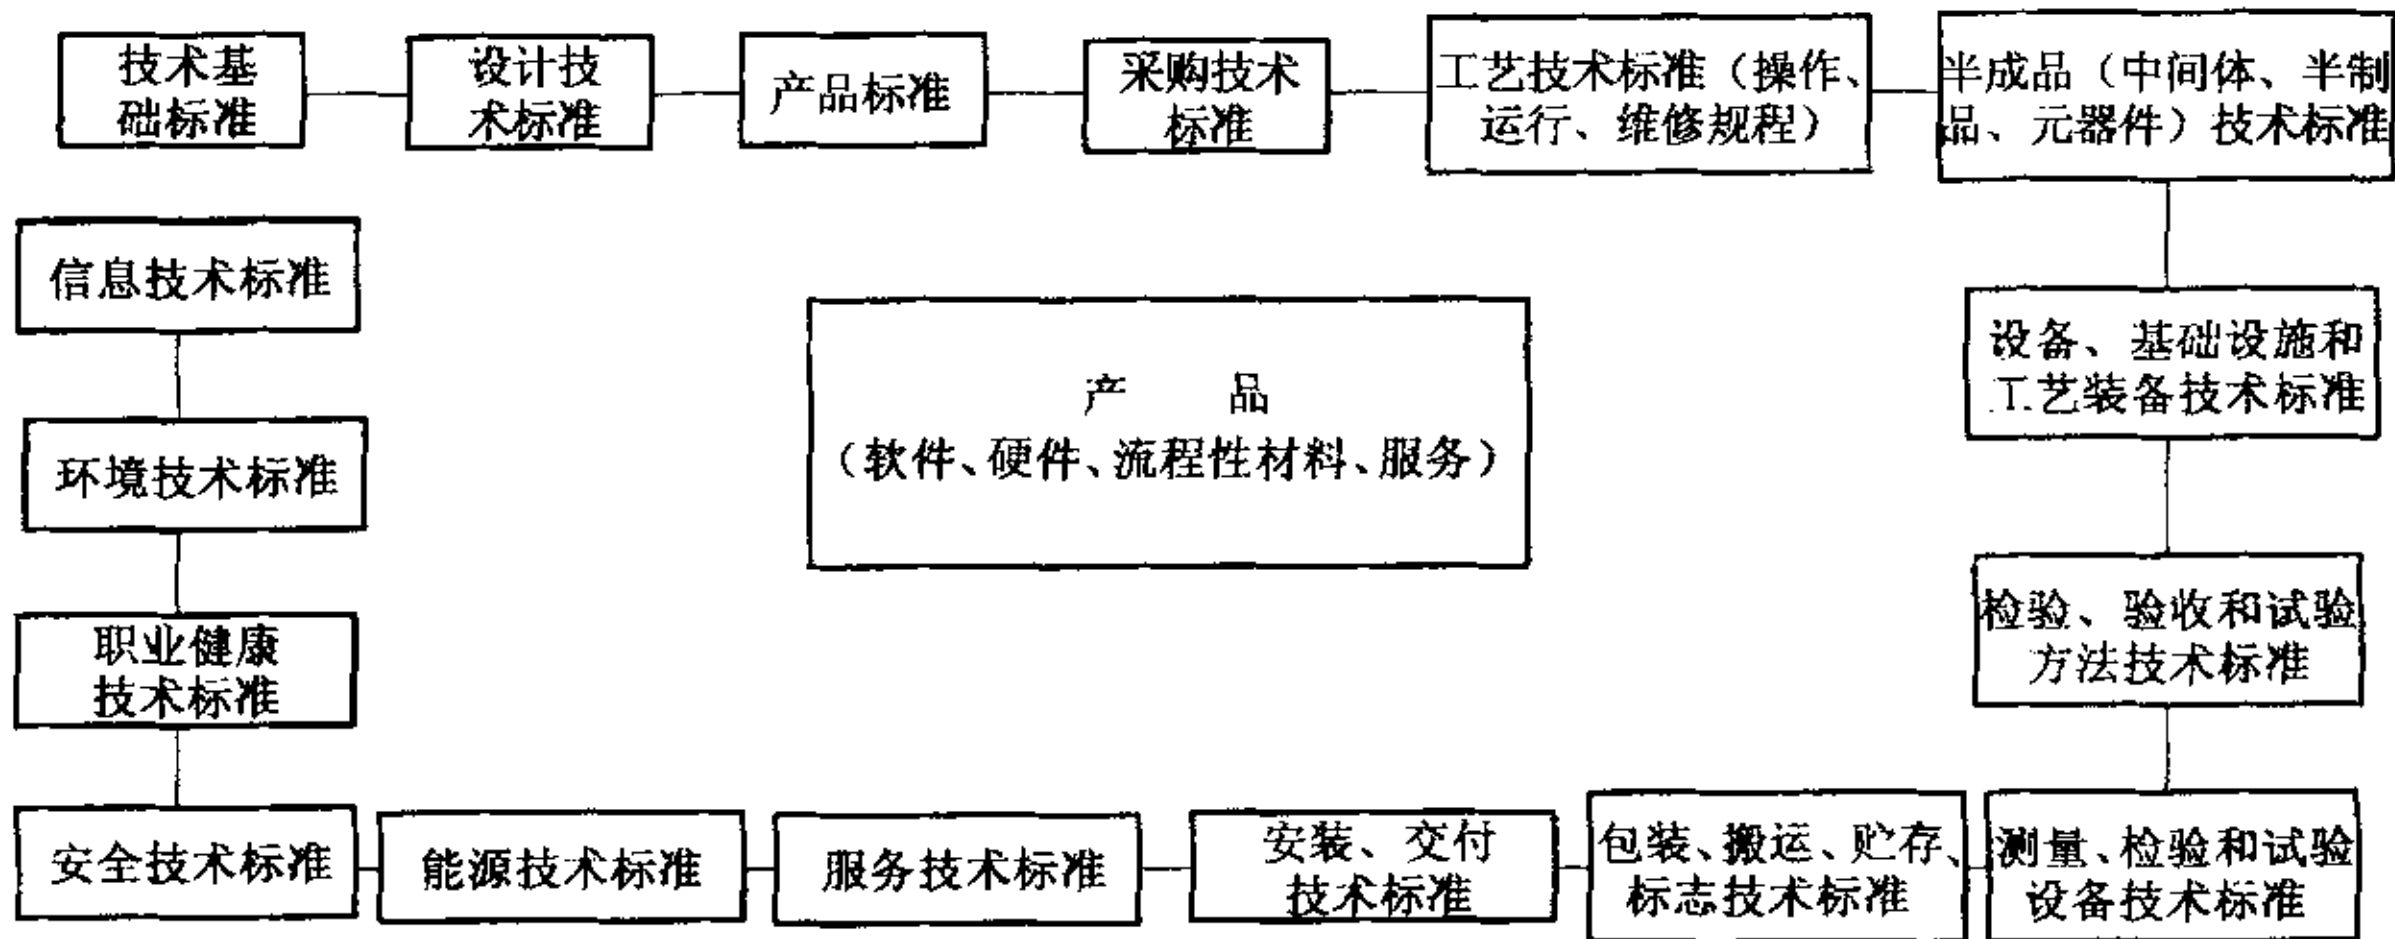 技术基
础标准
设计技
术标准
产品标准
采购技术
标准
工艺技术标准（操作、
运行、维修规程）
半成品（中间体、半制
品、元器件）技术标准
信息技术标准
产　品
（软件、硬件、流程性材料、服务）
设备、基础设施和
工艺装备技术标准
环境技术标准
检验、验收和试验
方法技术标准
职业健康
技术标准
安全技术标准
能源技术标准
服务技术标准
安装、交付
技术标准
包装、搬运、贮存、
标志技术标准
测量、检验和试验
设备技术标准